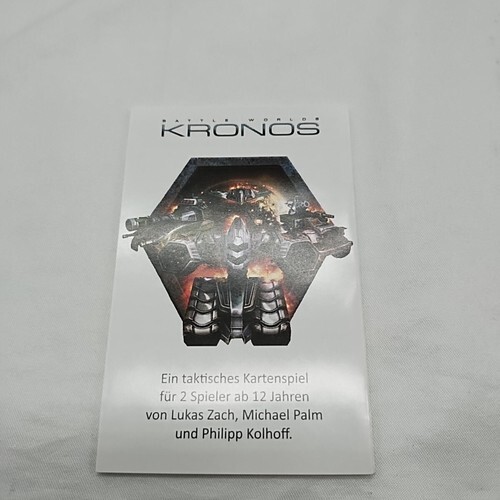 BATTLE WORLDS
KRONOS
Ein taktisches Kartenspiel
für 2 Spieler ab 12 Jahren
von Lukas Zach, Michael Palm
und Philipp Kolhoff.